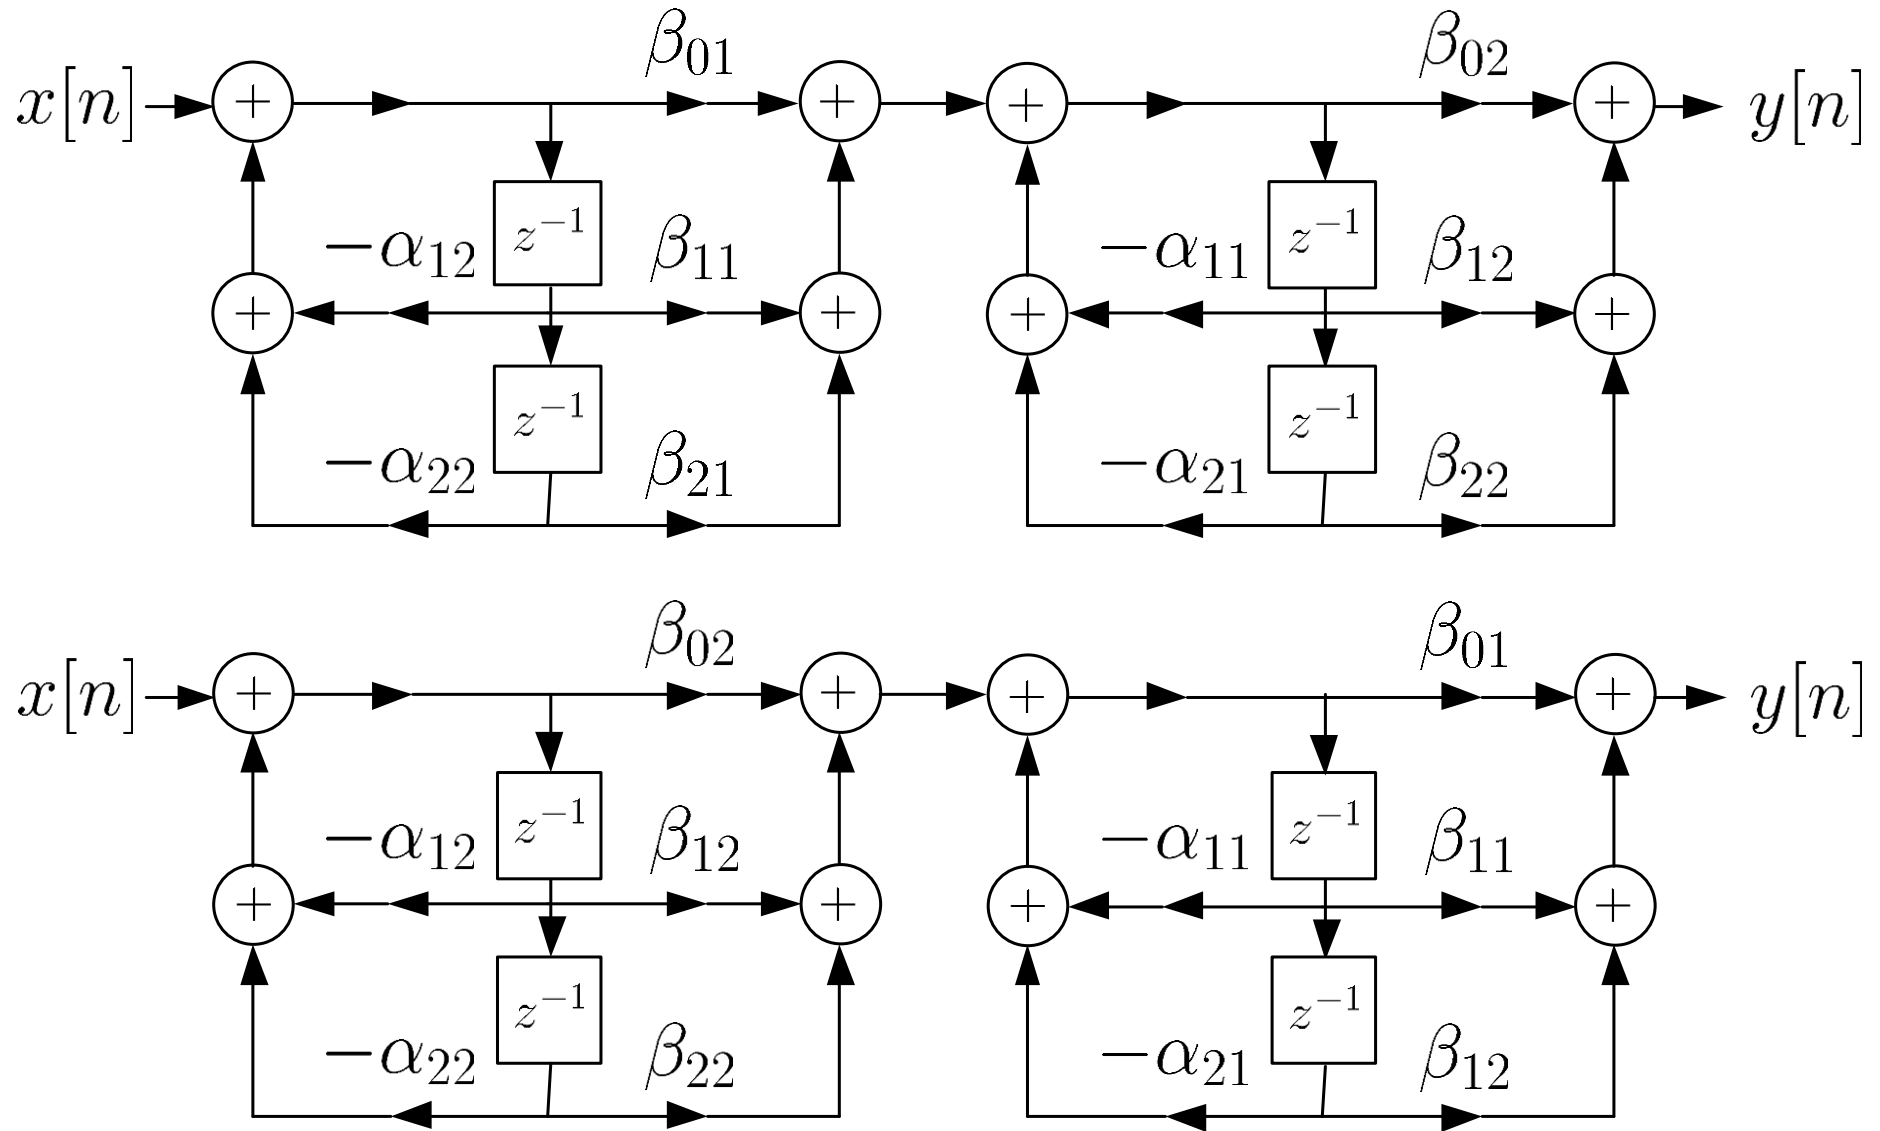 β₀₁ β₀₂
x[n] + + + + y[n]
z⁻¹ z⁻¹
−α₁₂ β₁₁ −α₁₁ β₁₂
+ + + +
z⁻¹ z⁻¹
−α₂₂ β₂₁ −α₂₁ β₂₂
β₀₂ β₀₁
x[n] + + + + y[n]
z⁻¹ z⁻¹
−α₁₂ β₁₂ −α₁₁ β₁₁
+ + + +
z⁻¹ z⁻¹
−α₂₂ β₂₂ −α₂₁ β₁₂